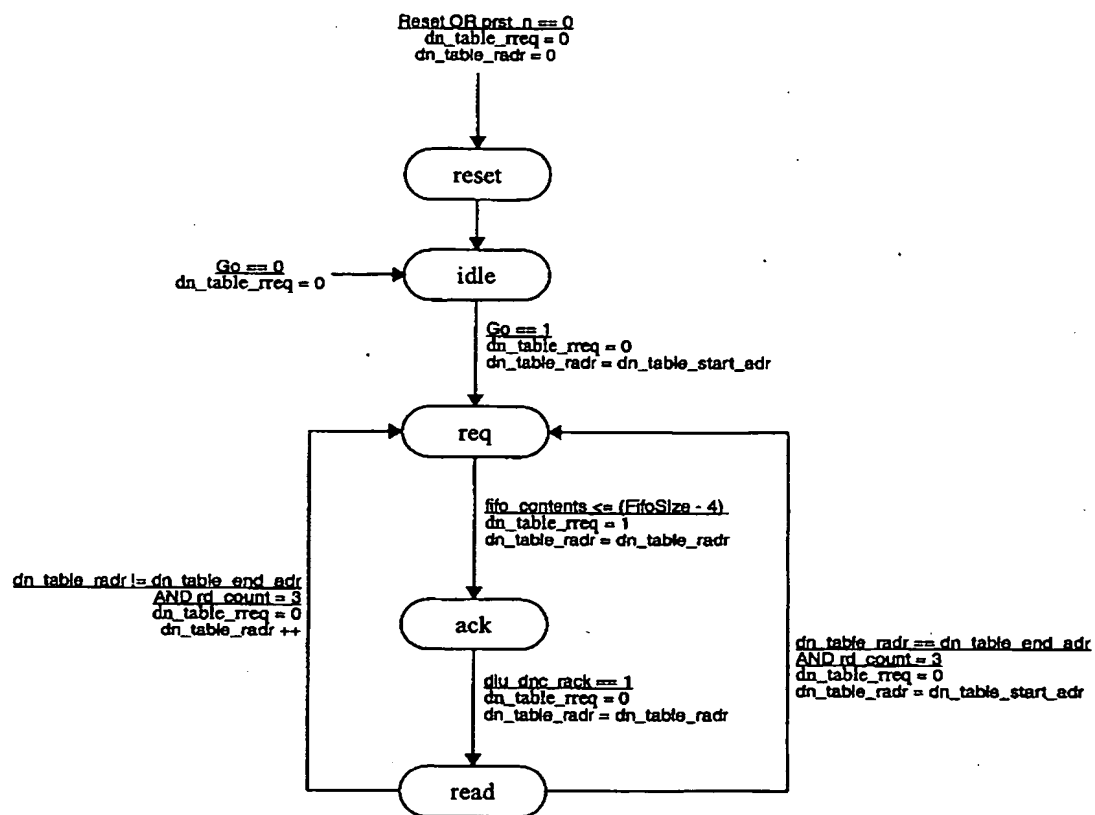 Reset OR prst_n == 0
dn_table_rreq = 0
dn_table_radr = 0
reset
idle
Go == 0
dn_table_rreq = 0
Go == 1
dn_table_rreq = 0
dn_table_radr = dn_table_start_adr
req
fifo_contents <= (FifoSize - 4)
dn_table_rreq = 1
dn_table_radr = dn_table_radr
dn_table_radr != dn_table_end_adr
AND rd_count = 3
dn_table_rreq = 0
dn_table_radr ++
ack
dn_table_radr == dn_table_end_adr
AND rd_count = 3
dn_table_rreq = 0
dn_table_radr = dn_table_start_adr
diu_dnc_rack == 1
dn_table_rreq = 0
dn_table_radr = dn_table_radr
read